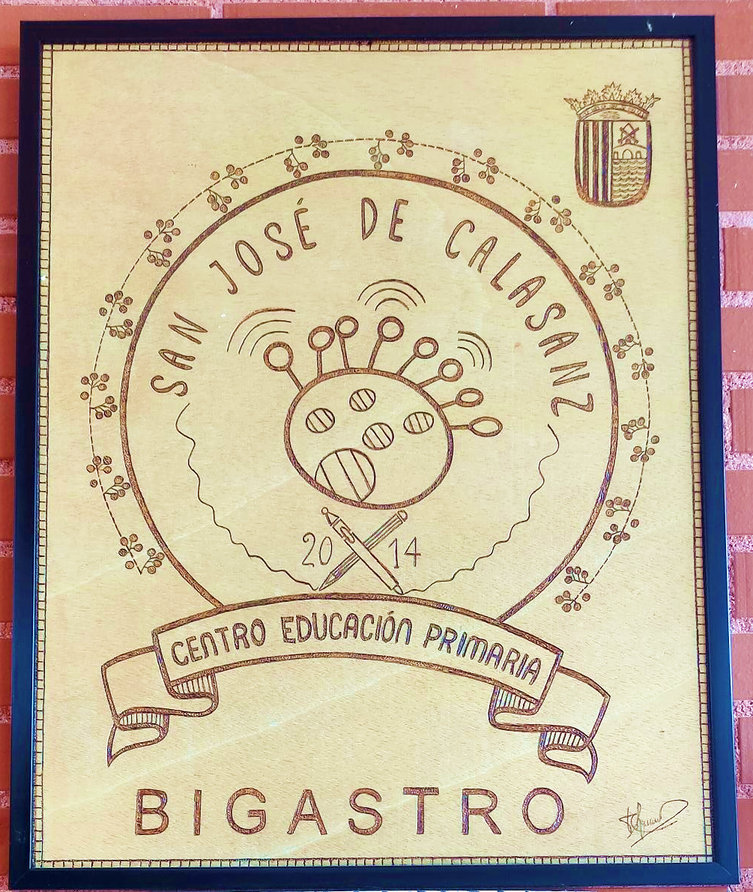 SAN JOSÉ DE CALASANZ
20 14
CENTRO EDUCACIÓN PRIMARIA
BIGASTRO